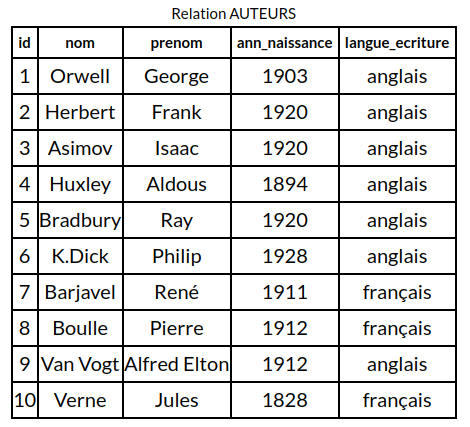 Relation AUTEURS
id nom prenom ann_naissance langue_ecriture
1 Orwell George 1903 anglais
2 Herbert Frank 1920 anglais
3 Asimov Isaac 1920 anglais
4 Huxley Aldous 1894 anglais
5 Bradbury Ray 1920 anglais
6 K.Dick Philip 1928 anglais
7 Barjavel René 1911 français
8 Boulle Pierre 1912 français
9 Van Vogt Alfred Elton 1912 anglais
10 Verne Jules 1828 français